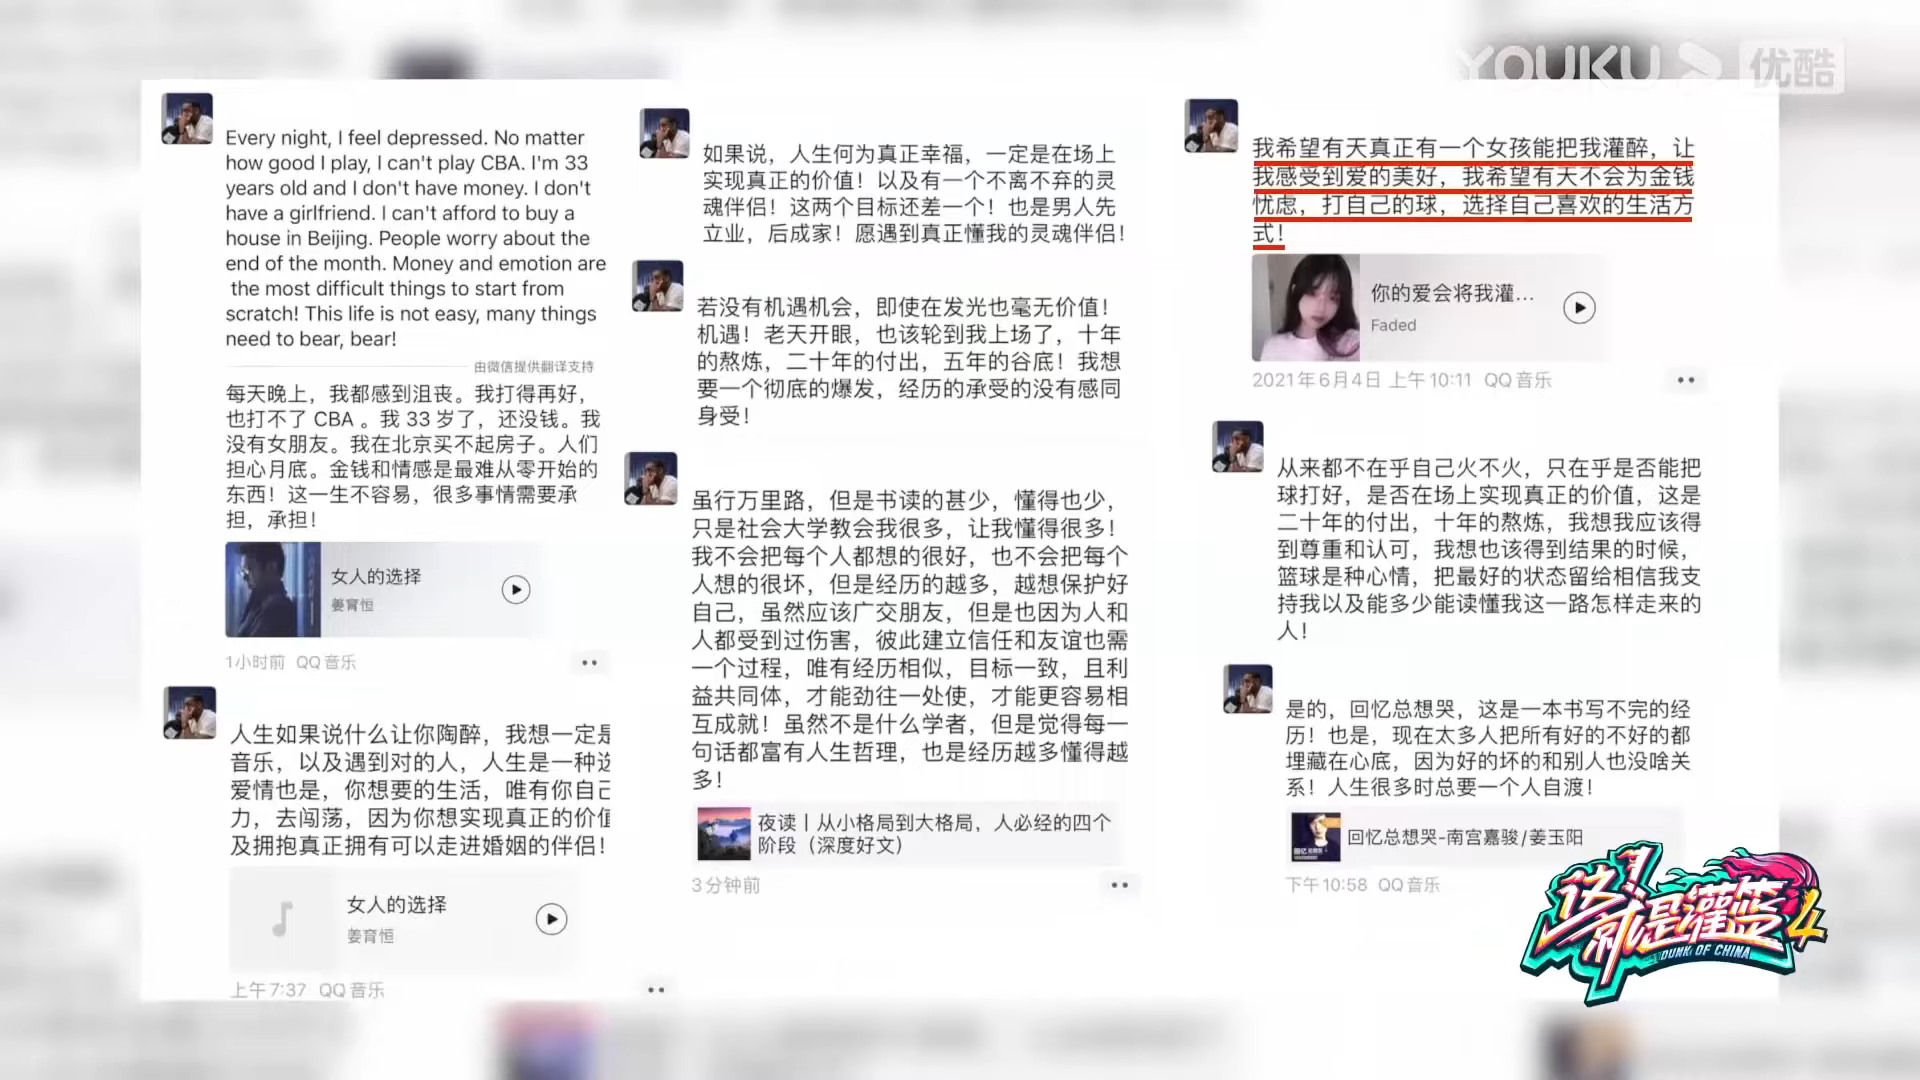 YOUKU 优酷
Every night, I feel depressed. No matter
how good I play, I can't play CBA. I'm 33
years old and I don't have money. I don't
have a girlfriend. I can't afford to buy a
house in Beijing. People worry about the
end of the month. Money and emotion are
the most difficult things to start from
scratch! This life is not easy, many things
need to bear, bear!
由微信提供翻译支持
每天晚上，我都感到沮丧。我打得再好，
也打不了 CBA 。我 33 岁了，还没钱。我
没有女朋友。我在北京买不起房子。人们
担心月底。金钱和情感是最难从零开始的
东西！这一生不容易，很多事情需要承
担，承担！
女人的选择
姜育恒
1小时前 QQ音乐
人生如果说什么让你陶醉，我想一定是
音乐，以及遇到对的人，人生是一种
爱情也是，你想要的生活，唯有你自己
力，去闯荡，因为你想实现真正的价值
及拥抱真正拥有可以走进婚姻的伴侣！
女人的选择
姜育恒
上午7:37 QQ音乐
如果说，人生何为真正幸福，一定是在场上
实现真正的价值！以及有一个不离不弃的灵
魂伴侣！这两个目标还差一个！也是男人先
立业，后成家！愿遇到真正懂我的灵魂伴侣！
若没有机遇机会，即使在发光也毫无价值！
机遇！老天开眼，也该轮到我上场了，十年
的熬炼，二十年的付出，五年的谷底！我想
要一个彻底的爆发，经历的承受的没有感同
身受！
虽行万里路，但是书读的甚少，懂得也少，
只是社会大学教会我很多，让我懂得很多！
我不会把每个人都想的很好，也不会把每个
人想的很坏，但是经历的越多，越想保护好
自己，虽然应该广交朋友，但是也因为人和
人都受到过伤害，彼此建立信任和友谊也需
一个过程，唯有经历相似，目标一致，且利
益共同体，才能劲往一处使，才能更容易相
互成就！虽然不是什么学者，但是觉得每一
句话都富有人生哲理，也是经历越多懂得越
多！
夜读丨从小格局到大格局，人必经的四个
阶段（深度好文）
3分钟前
我希望有天真正有一个女孩能把我灌醉，让
我感受到爱的美好，我希望有天不会为金钱
忧虑，打自己的球，选择自己喜欢的生活方
式！
你的爱会将我灌...
Faded
2021年6月4日 上午10:11 QQ音乐
从来都不在乎自己火不火，只在乎是否能把
球打好，是否在场上实现真正的价值，这是
二十年的付出，十年的熬炼，我想我应该得
到尊重和认可，我想也该得到结果的时候，
篮球是种心情，把最好的状态留给相信我支
持我以及能多少能读懂我这一路怎样走来的
人！
是的，回忆总想哭，这是一本书写不完的经
历！也是，现在太多人把所有好的不好的都
埋藏在心底，因为好的坏的和别人也没啥关
系！人生很多时总要一个人自渡！
回忆总想哭-南宫嘉骏/姜玉阳
下午10:58 QQ音乐
这！就是灌篮4
DUNK OF CHINA